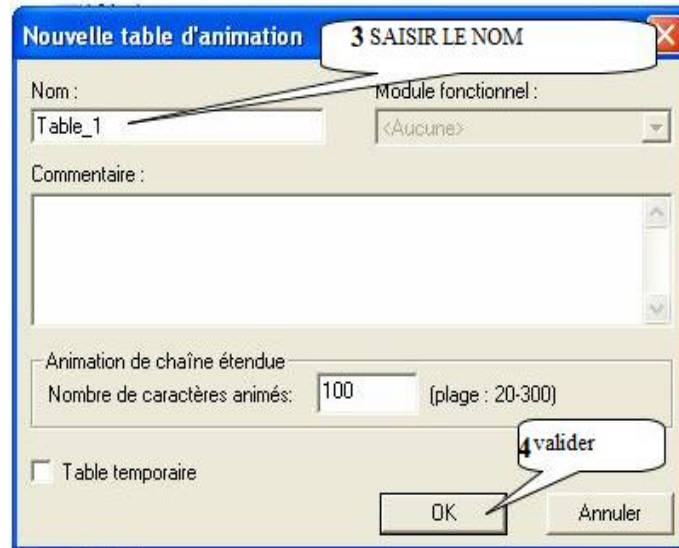 Nouvelle table d'animation
3 SAISIR LE NOM
Nom :
Module fonctionnel :
Table_1
<Aucune>
Commentaire :
Animation de chaîne étendue
Nombre de caractères animés: 100 (plage : 20-300)
4 valider
Table temporaire
OK Annuler